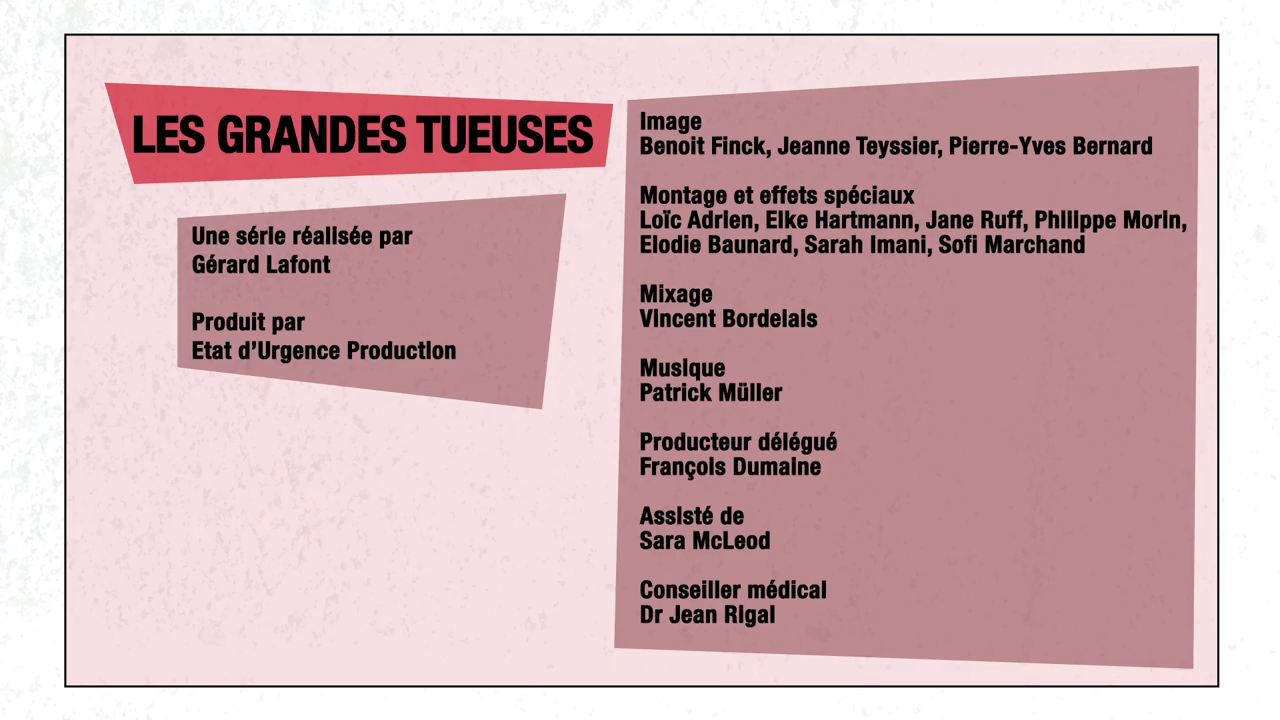 LES GRANDES TUEUSES
Une série réalisée par
Gérard Lafont
Produit par
Etat d’Urgence Production
Image
Benoit Finck, Jeanne Teyssier, Pierre-Yves Bernard
Montage et effets spéciaux
Loïc Adrien, Elke Hartmann, Jane Ruff, Philippe Morin,
Elodie Baunard, Sarah Imani, Sofi Marchand
Mixage
Vincent Bordelais
Musique
Patrick Müller
Producteur délégué
François Dumaine
Assisté de
Sara McLeod
Conseiller médical
Dr Jean Rigal